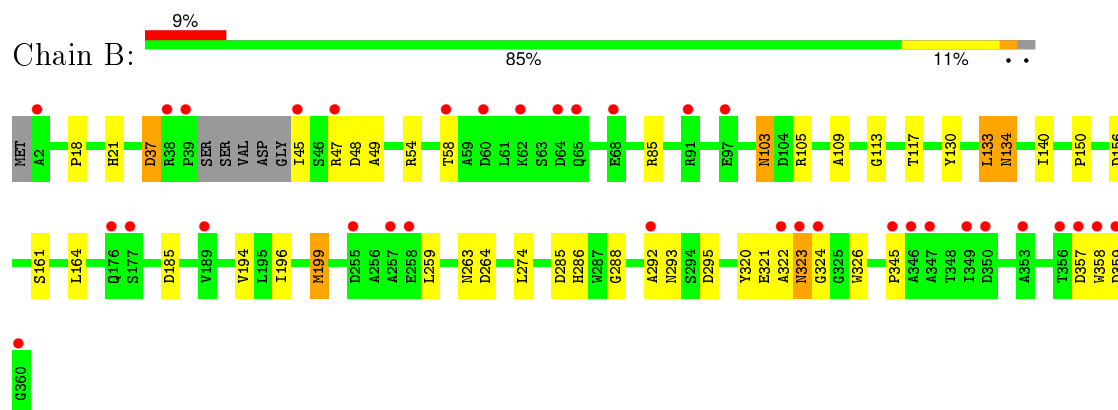 9%
Chain B:
85%
11%
MET A2 P18 H21 D37 R38 P39 SER SER VAL ASP GLY I45 S46 R47 D48 A49 R54 T58 A59 D60 L61 K62 S63 D64 Q65 E68 R85 R91 E97 N103 D104 R105 A109 G113 T117 Y130 L133 N134 I140 P150 D156
S161 L164 Q176 S177 D185 V189 V194 L195 I196 M199 D255 A256 A257 E258 L259 N263 D264 L274 D285 H286 W287 G288 A292 N293 S294 D295 Y320 E321 A322 N323 G324 G325 W326 P345 A346 A347 T348 I349 D350 A353 T356 D357 W358 D359
G360